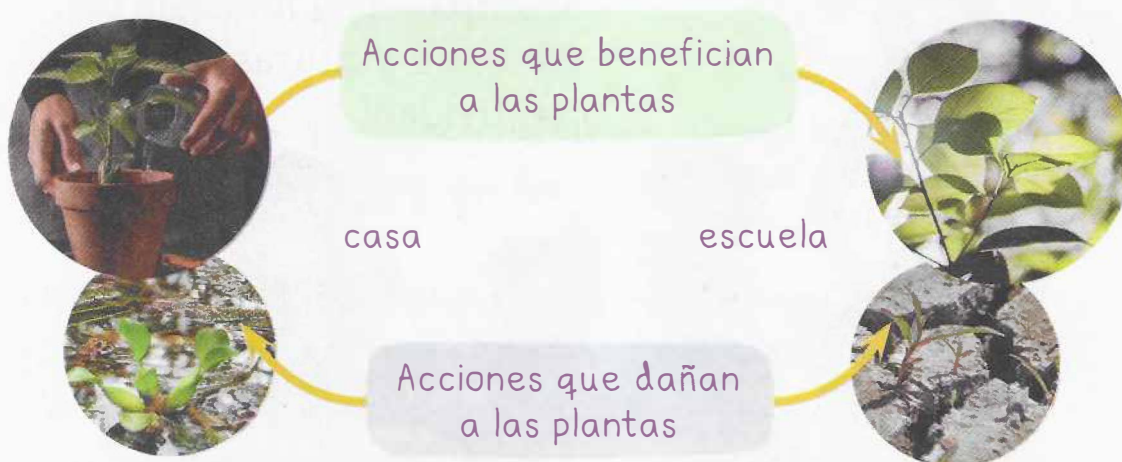 Acciones que benefician
a las plantas
casa
escuela
Acciones que dañan
a las plantas